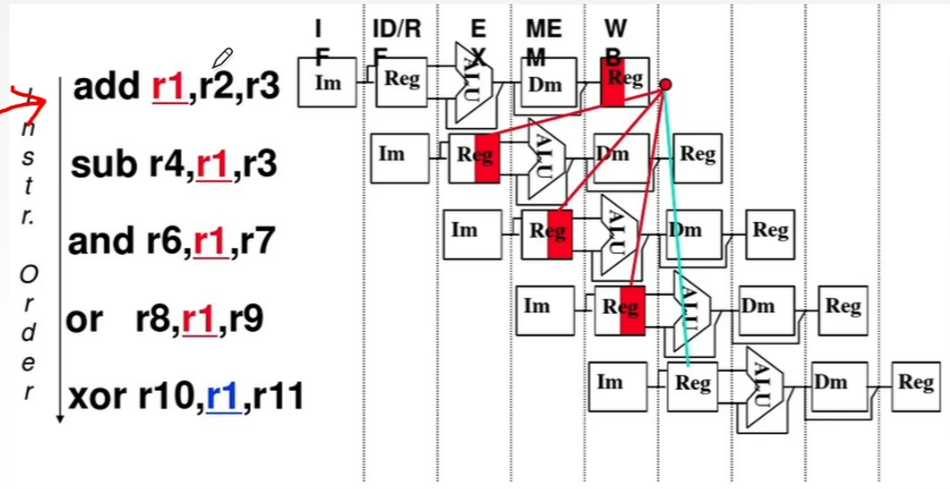 IF ID/RF EX MEM WB
Instr. Order
add r1,r2,r3
Im Reg ALU Dm Reg
sub r4,r1,r3
Im Reg ALU Dm Reg
and r6,r1,r7
Im Reg ALU Dm Reg
or r8,r1,r9
Im Reg ALU Dm Reg
xor r10,r1,r11
Im Reg ALU Dm Reg